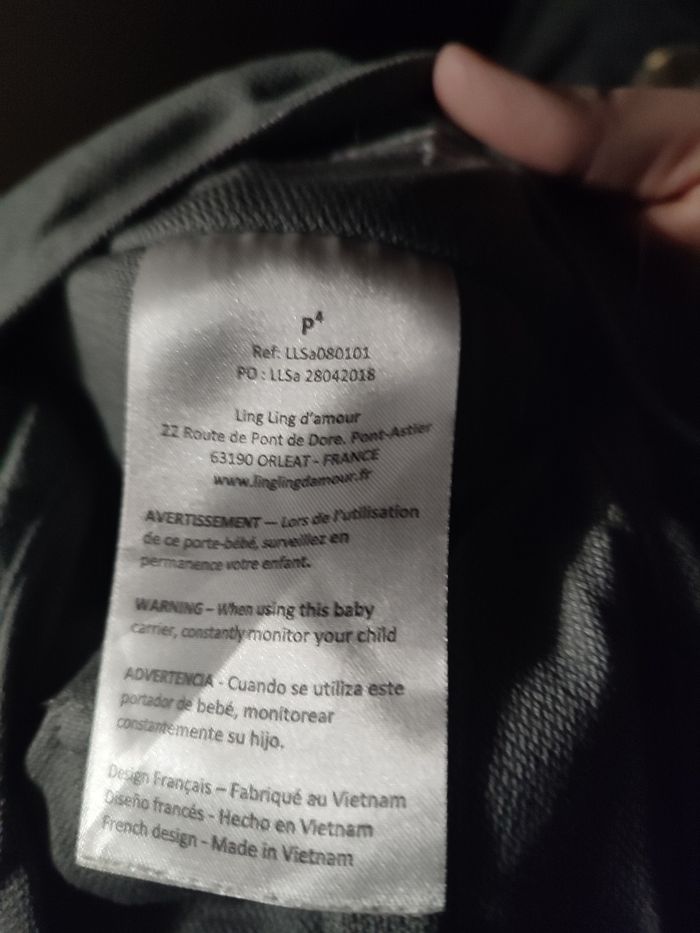 P⁴
Ref: LLSa080101
PO : LLSa 28042018
Ling Ling d'amour
22 Route de Pont de Dore. Pont-Astier
63190 ORLEAT - FRANCE
www.linglingdamour.fr
AVERTISSEMENT — Lors de l'utilisation
de ce porte-bébé, surveillez en
permanence votre enfant.
WARNING – When using this baby
carrier, constantly monitor your child
ADVERTENCIA - Cuando se utiliza este
portador de bebé, monitorear
constantemente su hijo.
Design Français – Fabriqué au Vietnam
Diseño francés - Hecho en Vietnam
French design - Made in Vietnam